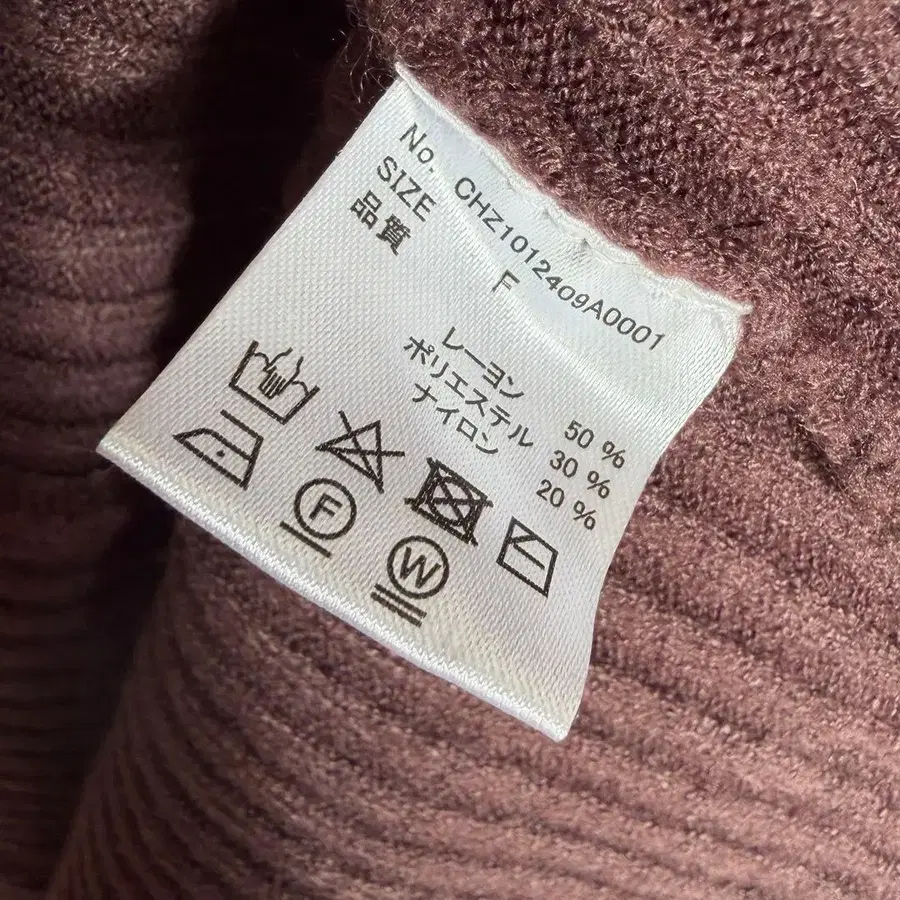 No. CHZ1012409A0001
SIZE F
品質
レーヨン 50 %
ポリエステル 30 %
ナイロン 20 %
F
W